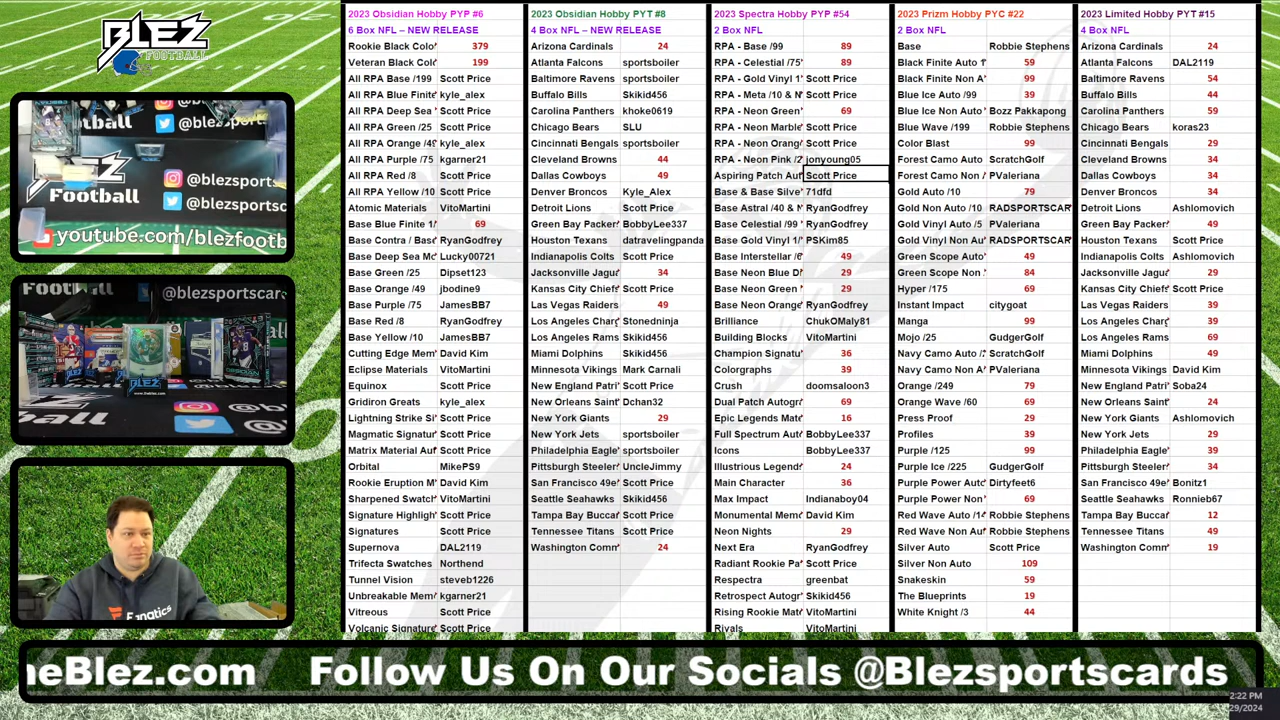 BLEZ
FOOTBALL
@blezsports
Football
BLEZ
Football
@blezsports
@blezsports
youtube.com/blezfootb
@blezsportscard
BLEZ
2023 Obsidian Hobby PYP #6
6 Box NFL – NEW RELEASE
Rookie Black Colo 379
Veteran Black Col 199
All RPA Base /199 Scott Price
All RPA Blue Finite kyle_alex
All RPA Deep Sea Scott Price
All RPA Green /25 Scott Price
All RPA Orange /49 kyle_alex
All RPA Purple /75 kgarner21
All RPA Red /8 Scott Price
All RPA Yellow /10 Scott Price
Atomic Materials VitoMartini
Base Blue Finite 1/ 69
Base Contra / Base RyanGodfrey
Base Deep Sea Mo Lucky00721
Base Green /25 Dipset123
Base Orange /49 jbodine9
Base Purple /75 JamesBB7
Base Red /8 RyanGodfrey
Base Yellow /10 JamesBB7
Cutting Edge Mem David Kim
Eclipse Materials VitoMartini
Equinox Scott Price
Gridiron Greats kyle_alex
Lightning Strike Si Scott Price
Magmatic Signatur Scott Price
Matrix Material Aut Scott Price
Orbital MikePS9
Rookie Eruption M David Kim
Sharpened Swatch VitoMartini
Signature Highligh Scott Price
Signatures Scott Price
Supernova DAL2119
Trifecta Swatches Northend
Tunnel Vision steveb1226
Unbreakable Mem kgarner21
Vitreous Scott Price
Volcanic Signature Scott Price
2023 Obsidian Hobby PYT #8
4 Box NFL – NEW RELEASE
Arizona Cardinals 24
Atlanta Falcons sportsboiler
Baltimore Ravens sportsboiler
Buffalo Bills Skikid456
Carolina Panthers khoke0619
Chicago Bears SLU
Cincinnati Bengals sportsboiler
Cleveland Browns 44
Dallas Cowboys 49
Denver Broncos Kyle_Alex
Detroit Lions Scott Price
Green Bay Packer BobbyLee337
Houston Texans datravelingpanda
Indianapolis Colts Scott Price
Jacksonville Jagu 34
Kansas City Chiefs Scott Price
Las Vegas Raiders 49
Los Angeles Charg Stonedninja
Los Angeles Rams Skikid456
Miami Dolphins Skikid456
Minnesota Vikings Mark Carnali
New England Patri Scott Price
New Orleans Saint Dchan32
New York Giants 29
New York Jets sportsboiler
Philadelphia Eagle sportsboiler
Pittsburgh Steeler UncleJimmy
San Francisco 49e Scott Price
Seattle Seahawks Skikid456
Tampa Bay Buccan Scott Price
Tennessee Titans Scott Price
Washington Comm 24
2023 Spectra Hobby PYP #54
2 Box NFL
RPA - Base /99 89
RPA - Celestial /75 89
RPA - Gold Vinyl 1 Scott Price
RPA - Meta /10 & N Scott Price
RPA - Neon Green 69
RPA - Neon Marble Scott Price
RPA - Neon Orang Scott Price
RPA - Neon Pink /2 jonyoung05
Aspiring Patch Aut Scott Price
Base & Base Silve 71dfd
Base Astral /40 & N RyanGodfrey
Base Celestial /99 RyanGodfrey
Base Gold Vinyl 1/ PSKim85
Base Interstellar /6 49
Base Neon Blue Di 29
Base Neon Green 29
Base Neon Orange RyanGodfrey
Brilliance ChukOMaly81
Building Blocks VitoMartini
Champion Signatu 36
Colorgraphs 39
Crush doomsaloon3
Dual Patch Autogr 69
Epic Legends Mate 16
Full Spectrum Aut BobbyLee337
Icons BobbyLee337
Illustrious Legend 24
Main Character 36
Max Impact Indianaboy04
Monumental Memo David Kim
Neon Nights 29
Next Era RyanGodfrey
Radiant Rookie Pa Scott Price
Respectra greenbat
Retrospect Autogr Skikid456
Rising Rookie Mat VitoMartini
Rivals VitoMartini
2023 Prizm Hobby PYC #22
2 Box NFL
Base Robbie Stephens
Black Finite Auto 1 59
Black Finite Non A 99
Blue Ice Auto /99 39
Blue Ice Non Auto Bozz Pakkapong
Blue Wave /199 Robbie Stephens
Color Blast 99
Forest Camo Auto ScratchGolf
Forest Camo Non PValeriana
Gold Auto /10 79
Gold Non Auto /10 RADSPORTSCAR
Gold Vinyl Auto /5 PValeriana
Gold Vinyl Non Au RADSPORTSCAR
Green Scope Auto 49
Green Scope Non 84
Hyper /175 69
Instant Impact citygoat
Manga 99
Mojo /25 GudgerGolf
Navy Camo Auto /2 ScratchGolf
Navy Camo Non A PValeriana
Orange /249 79
Orange Wave /60 69
Press Proof 29
Profiles 39
Purple /125 99
Purple Ice /225 GudgerGolf
Purple Power Auto Dirtyfeet6
Purple Power Non 69
Red Wave Auto /14 Robbie Stephens
Red Wave Non Aut Robbie Stephens
Silver Auto Scott Price
Silver Non Auto 109
Snakeskin 59
The Blueprints 19
White Knight /3 44
2023 Limited Hobby PYT #15
4 Box NFL
Arizona Cardinals 24
Atlanta Falcons DAL2119
Baltimore Ravens 54
Buffalo Bills 44
Carolina Panthers 59
Chicago Bears koras23
Cincinnati Bengals 29
Cleveland Browns 34
Dallas Cowboys 34
Denver Broncos 34
Detroit Lions Ashlomovich
Green Bay Packer 49
Houston Texans Scott Price
Indianapolis Colts Ashlomovich
Jacksonville Jagu 29
Kansas City Chiefs Scott Price
Las Vegas Raiders 39
Los Angeles Charg 39
Los Angeles Rams 69
Miami Dolphins 49
Minnesota Vikings David Kim
New England Patri Soba24
New Orleans Saint 24
New York Giants Ashlomovich
New York Jets 29
Philadelphia Eagle 39
Pittsburgh Steeler 34
San Francisco 49e Bonitz1
Seattle Seahawks Ronnieb67
Tampa Bay Buccan 12
Tennessee Titans 49
Washington Comm 19
Fanatics
heBlez.com Follow Us On Our Socials @Blezsportscards
2:22 PM
/29/2024